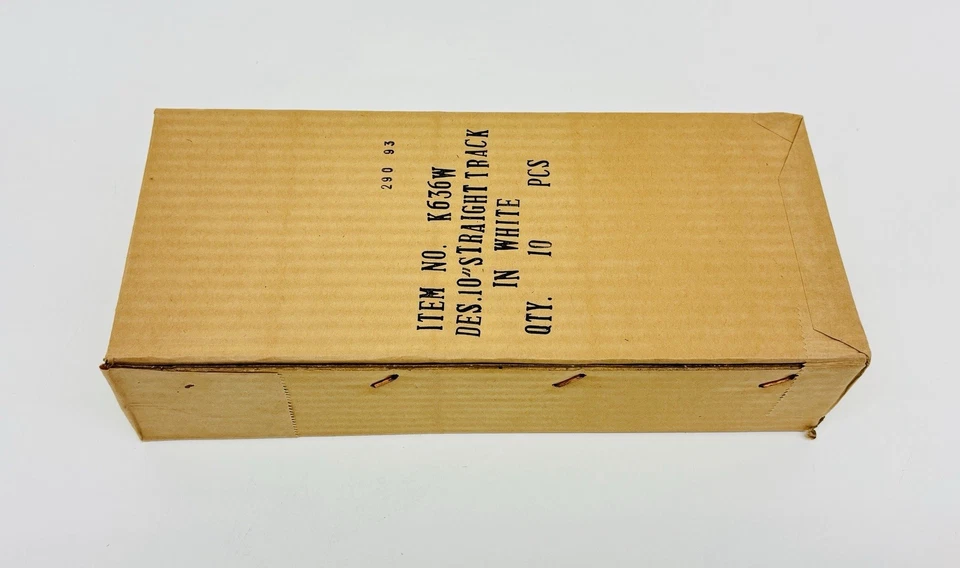 290 93
ITEM NO. K636W
DES.10"STRAIGHT TRACK
IN WHITE
QTY. 10 PCS